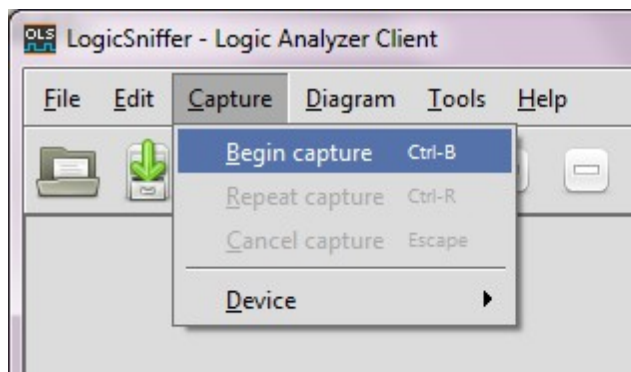 OLS LogicSniffer - Logic Analyzer Client
File Edit Capture Diagram Tools Help
Begin capture Ctrl-B
Repeat capture Ctrl-R
Cancel capture Escape
Device